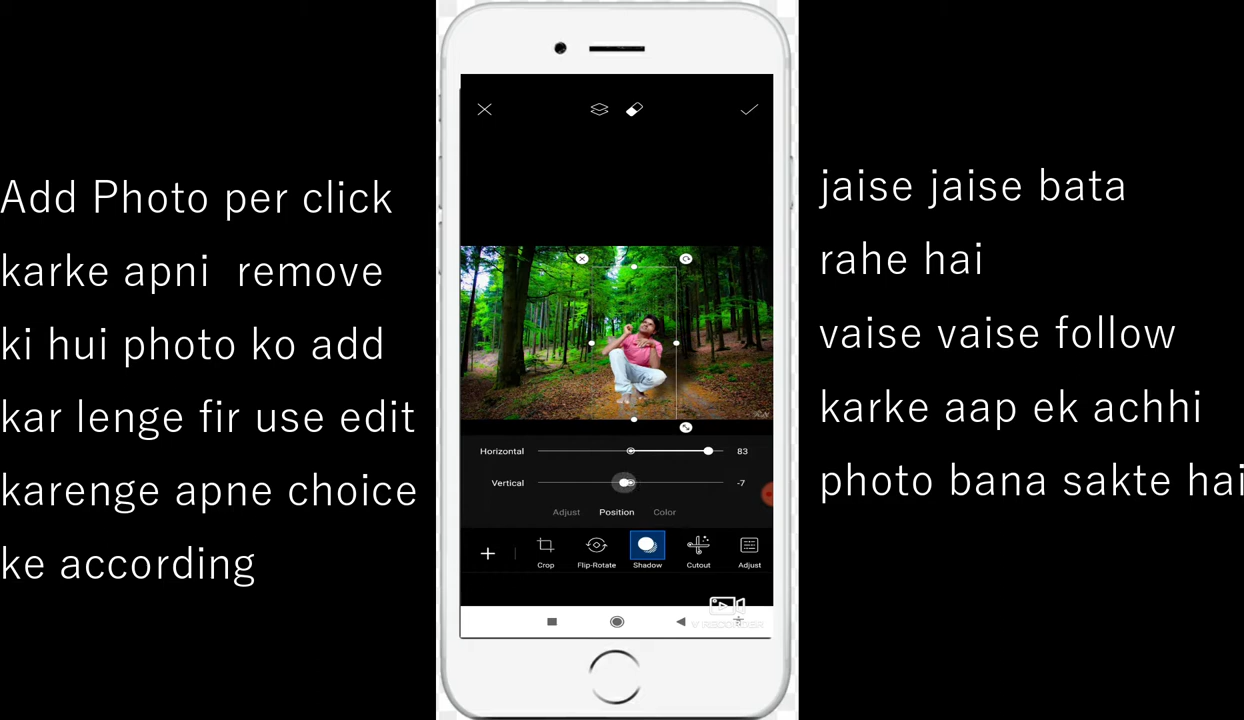 Add Photo per click
karke apni remove
ki hui photo ko add
kar lenge fir use edit
karenge apne choice
ke according
Horizontal 83
Vertical -7
Adjust Position Color
Crop Flip-Rotate Shadow Cutout Adjust
V RECORDER
jaise jaise bata
rahe hai
vaise vaise follow
karke aap ek achhi
photo bana sakte hai